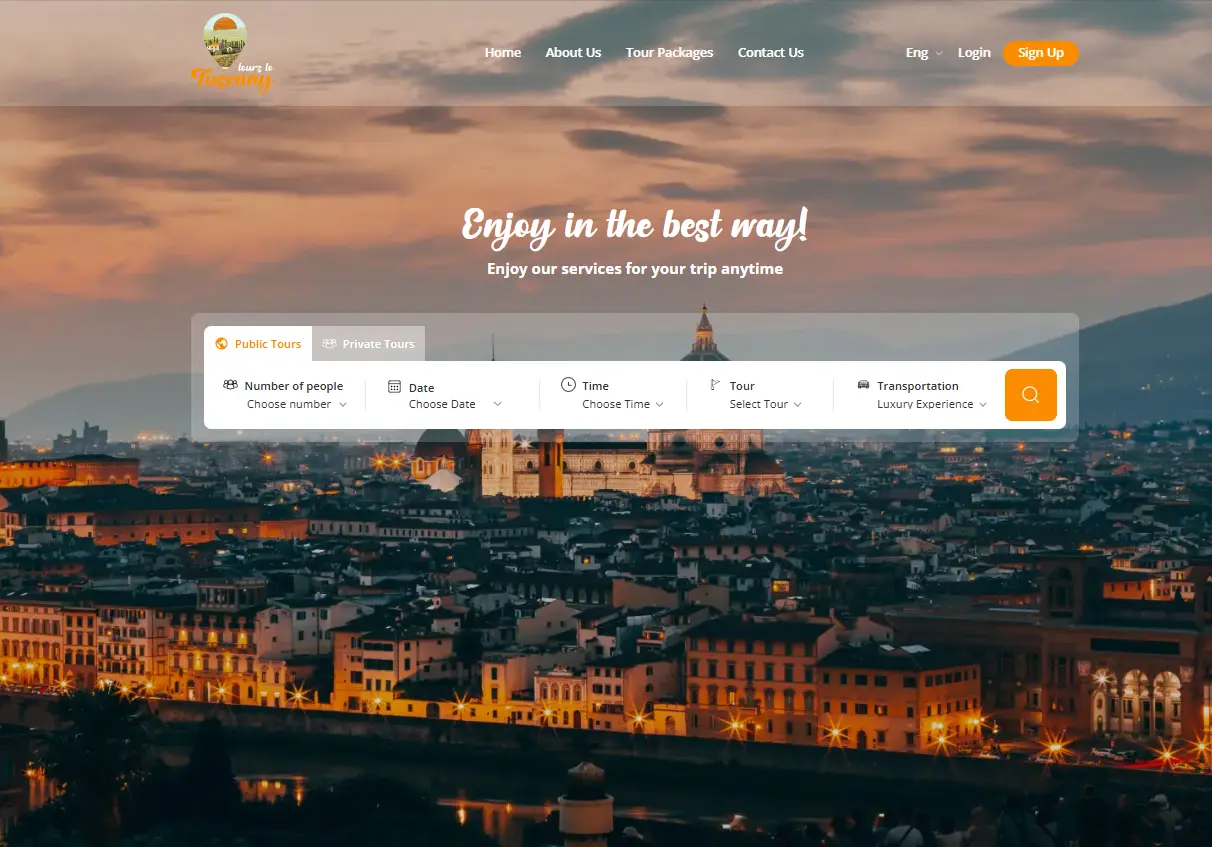 tours to
Tuscany
Home About Us Tour Packages Contact Us Eng Login Sign Up
Enjoy in the best way!
Enjoy our services for your trip anytime
Public Tours Private Tours
Number of people Date Time Tour Transportation
Choose number Choose Date Choose Time Select Tour Luxury Experience